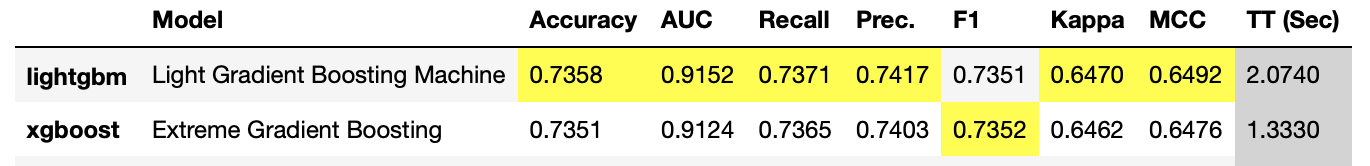 Model Accuracy AUC Recall Prec. F1 Kappa MCC TT (Sec)
lightgbm Light Gradient Boosting Machine 0.7358 0.9152 0.7371 0.7417 0.7351 0.6470 0.6492 2.0740
xgboost Extreme Gradient Boosting 0.7351 0.9124 0.7365 0.7403 0.7352 0.6462 0.6476 1.3330